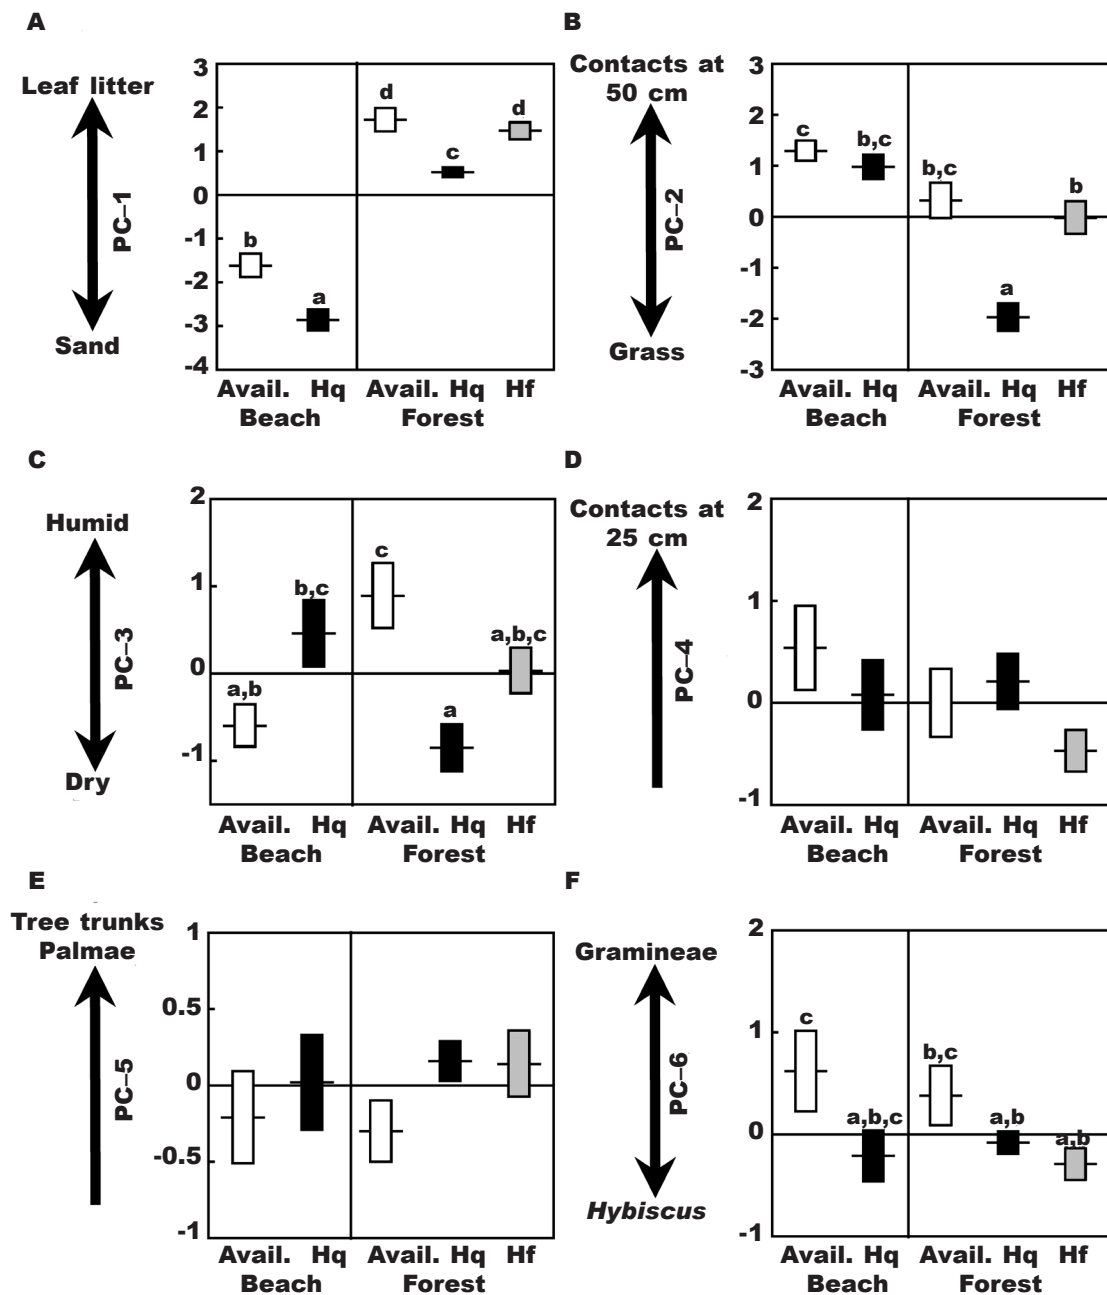 A
Leaf litter
PC–1
Sand
3
2
1
0
-1
-2
-3
-4
b
a
d
c
d
Avail. Hq
Beach
Avail. Hq Hf
Forest
B
Contacts at
50 cm
PC–2
Grass
3
2
1
0
-1
-2
-3
c
b,c
b,c
a
b
Avail. Hq
Beach
Avail. Hq Hf
Forest
C
Humid
PC–3
Dry
2
1
0
-1
a,b
b,c
c
a
a,b,c
Avail. Hq
Beach
Avail. Hq Hf
Forest
D
Contacts at
25 cm
PC–4
2
1
0
-1
Avail. Hq
Beach
Avail. Hq Hf
Forest
E
Tree trunks
Palmae
PC–5
1
0.5
0
-0.5
-1
Avail. Hq
Beach
Avail. Hq Hf
Forest
F
Gramineae
PC–6
Hybiscus
2
1
0
-1
c
a,b,c
b,c
a,b
a,b
Avail. Hq
Beach
Avail. Hq Hf
Forest